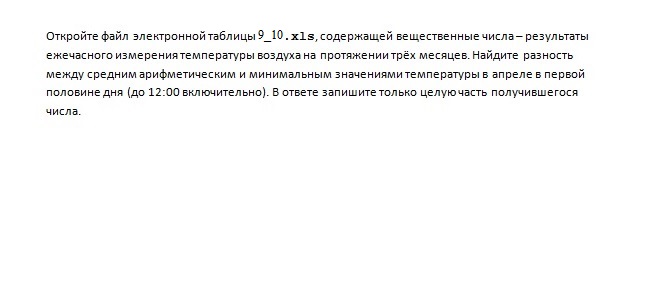 Откройте файл электронной таблицы 9_10.xls, содержащей вещественные числа – результаты
ежечасного измерения температуры воздуха на протяжении трёх месяцев. Найдите разность
между средним арифметическим и минимальным значениями температуры в апреле в первой
половине дня (до 12:00 включительно). В ответе запишите только целую часть получившегося
числа.